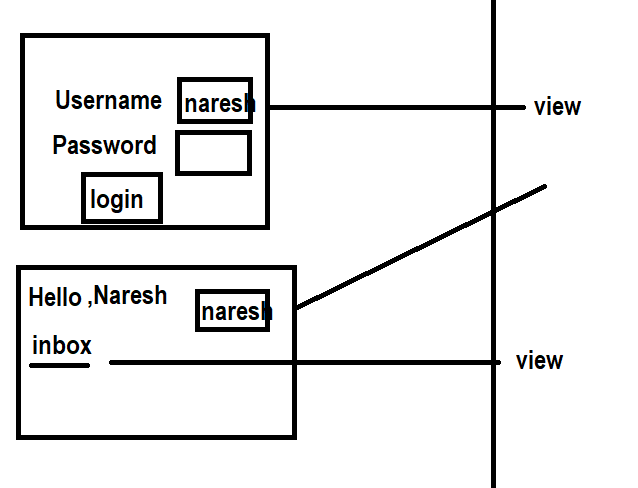 Username naresh
view
Password
login
Hello ,Naresh
naresh
inbox
view